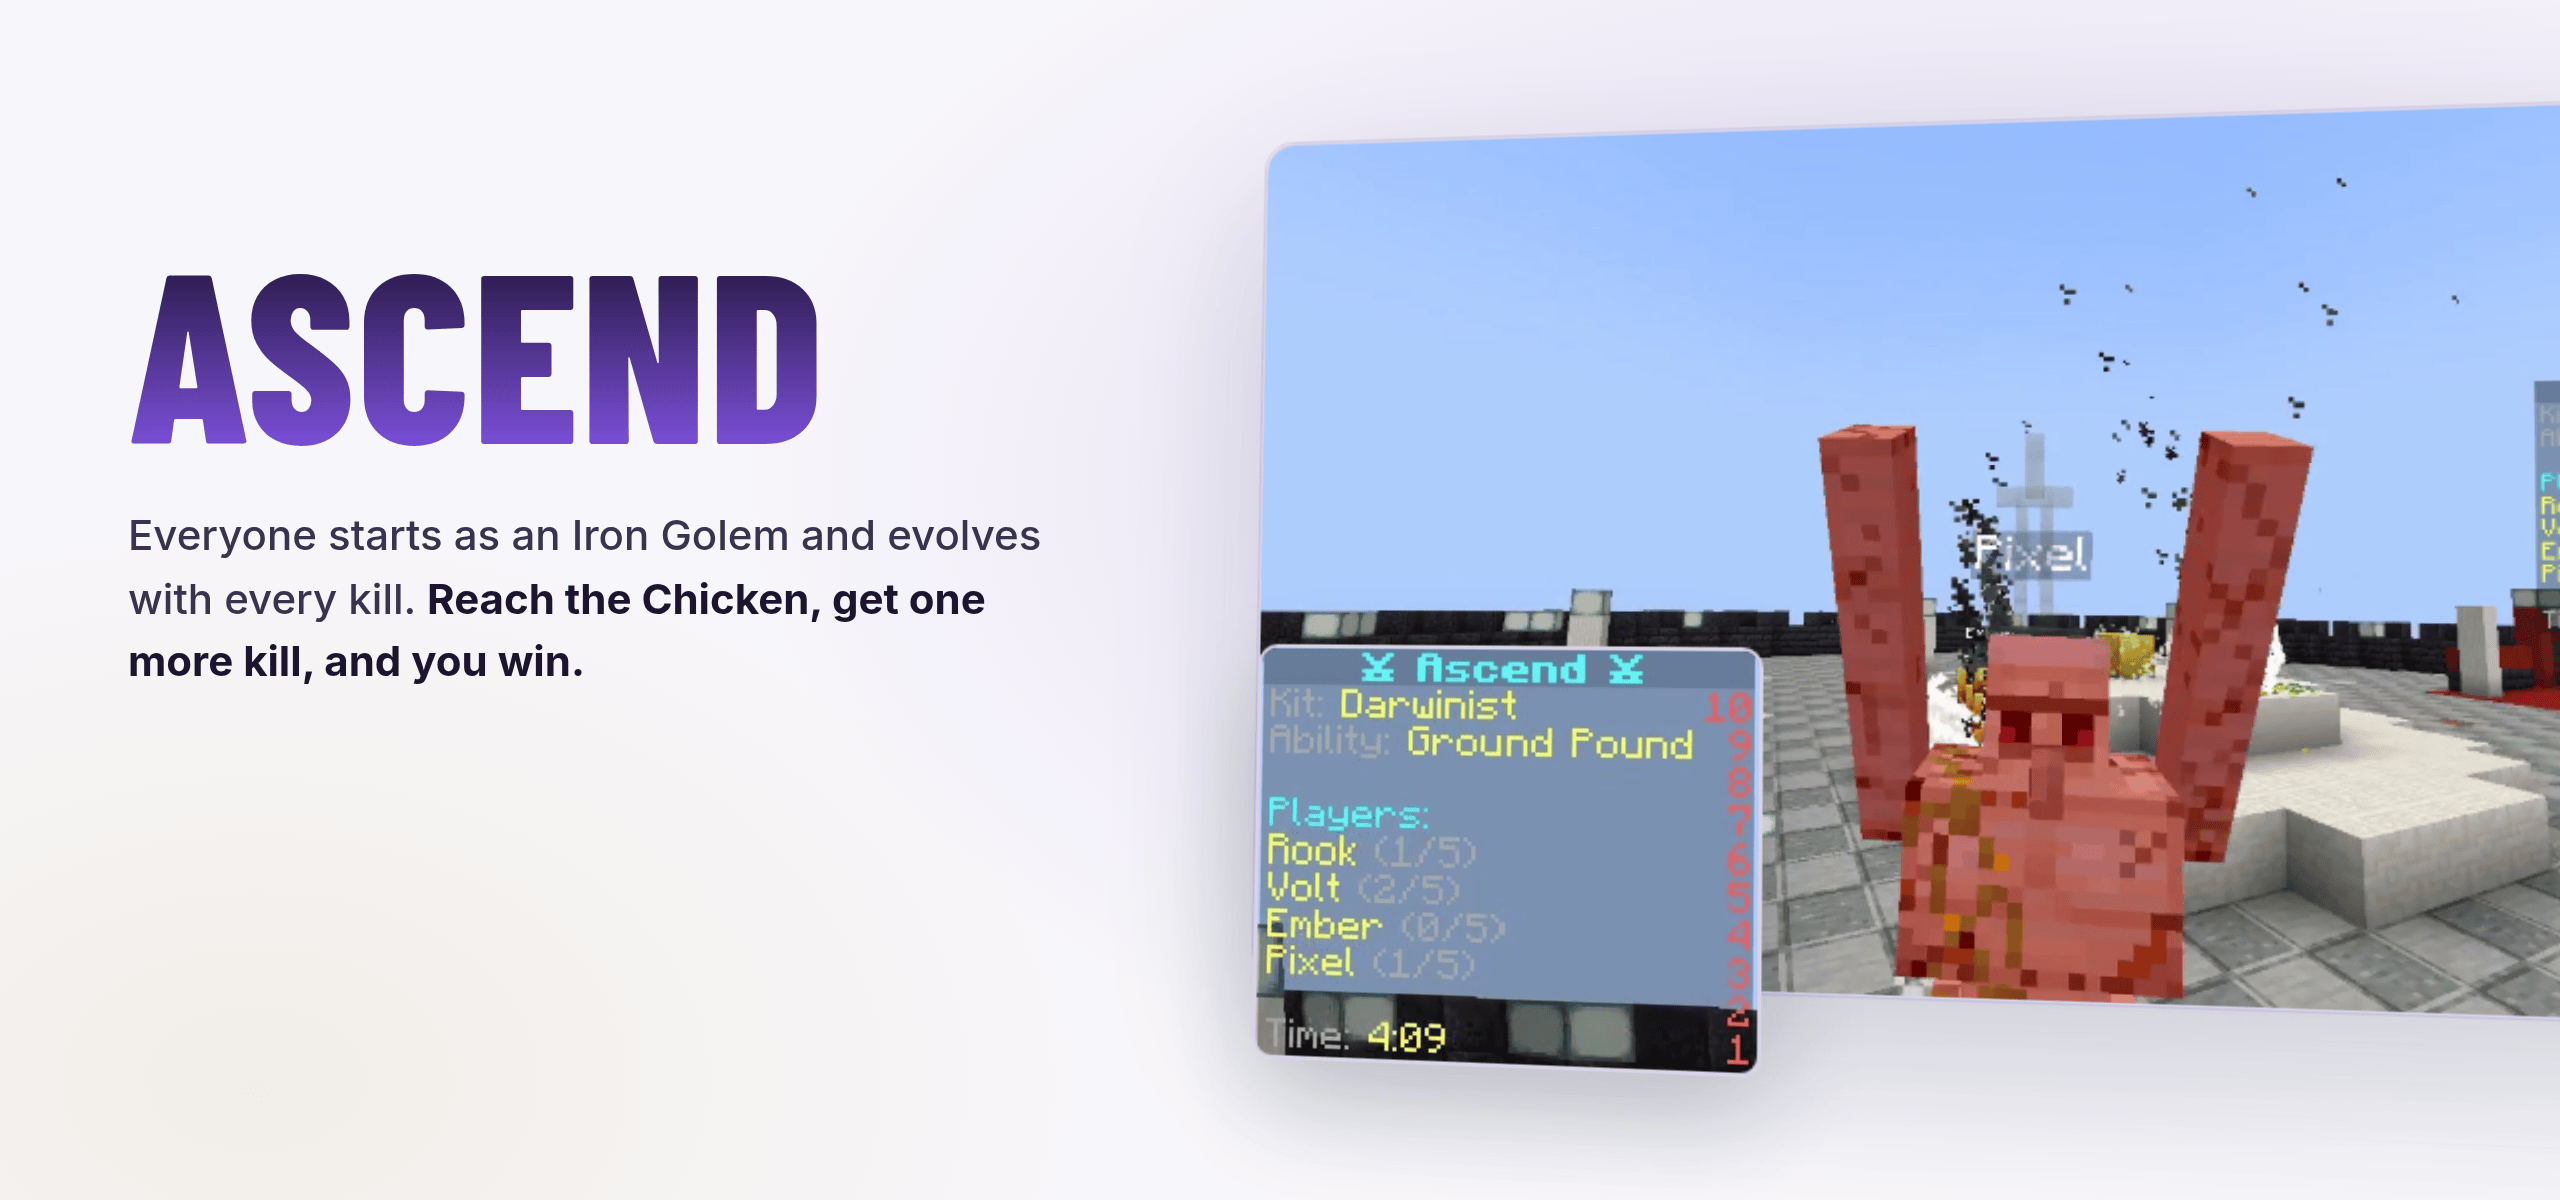 ASCEND
Everyone starts as an Iron Golem and evolves
with every kill. Reach the Chicken, get one
more kill, and you win.
Pixel
Ascend
Kit: Darwinist 10
Ability: Ground Pound 9
8
Players: 7
Rook (1/5) 6
Volt (2/5) 5
Ember (0/5) 4
Pixel (1/5) 3
2
Time: 4:09 1